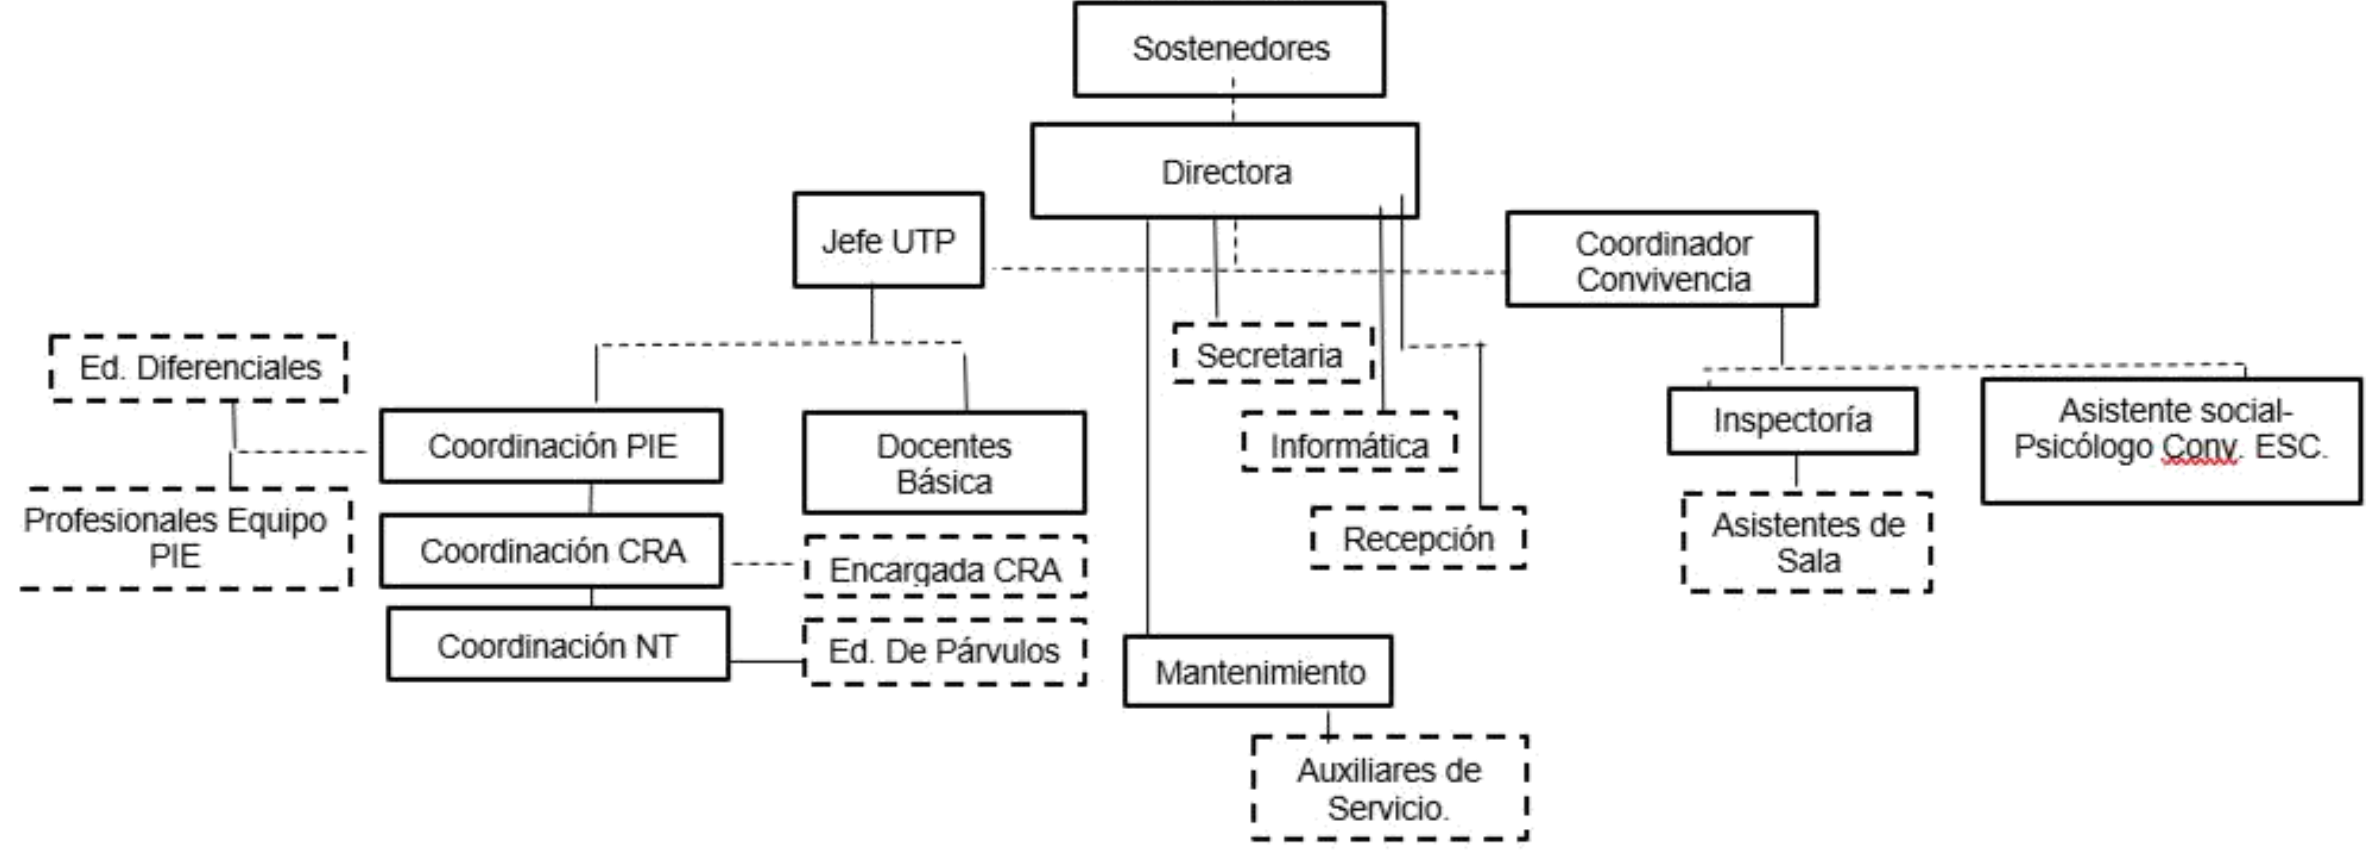 Sostenedores
Directora
Jefe UTP
Coordinador
Convivencia
Ed. Diferenciales
Secretaria
Coordinación PIE
Docentes
Básica
Informática
Inspectoría
Asistente social-
Psicólogo Conv. ESC.
Profesionales Equipo
PIE
Coordinación CRA
Encargada CRA
Recepción
Asistentes de
Sala
Coordinación NT
Ed. De Párvulos
Mantenimiento
Auxiliares de
Servicio.